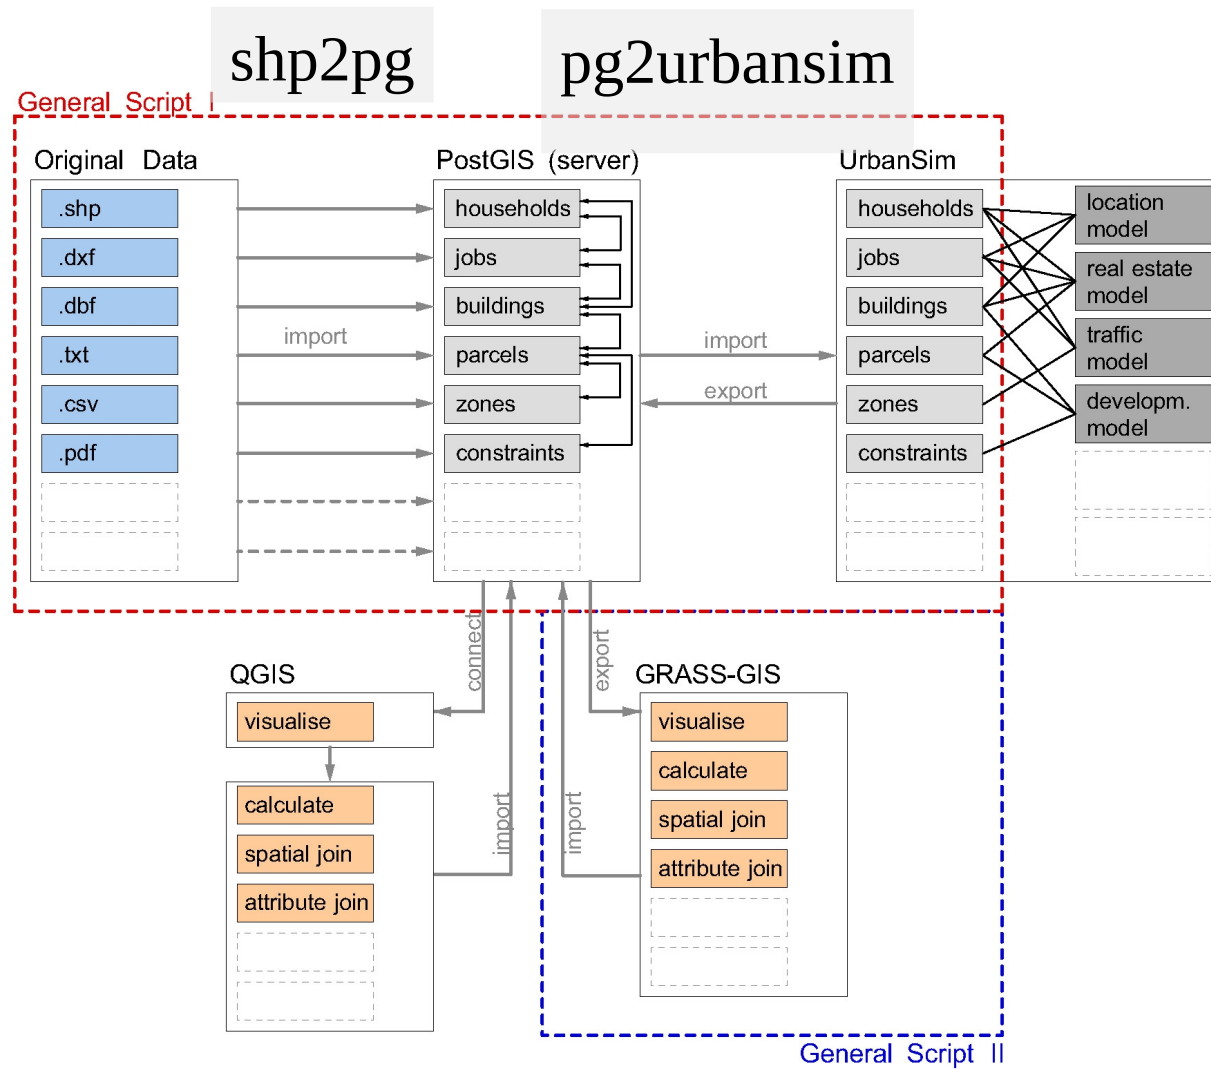 shp2pg
pg2urbansim
General Script I
Original Data
PostGIS (server)
UrbanSim
.shp
.dxf
.dbf
.txt
.csv
.pdf
import
households
jobs
buildings
parcels
zones
constraints
import
export
households
jobs
buildings
parcels
zones
constraints
location
model
real estate
model
traffic
model
developm.
model
connect
import
import
export
QGIS
visualise
calculate
spatial join
attribute join
GRASS-GIS
visualise
calculate
spatial join
attribute join
General Script II